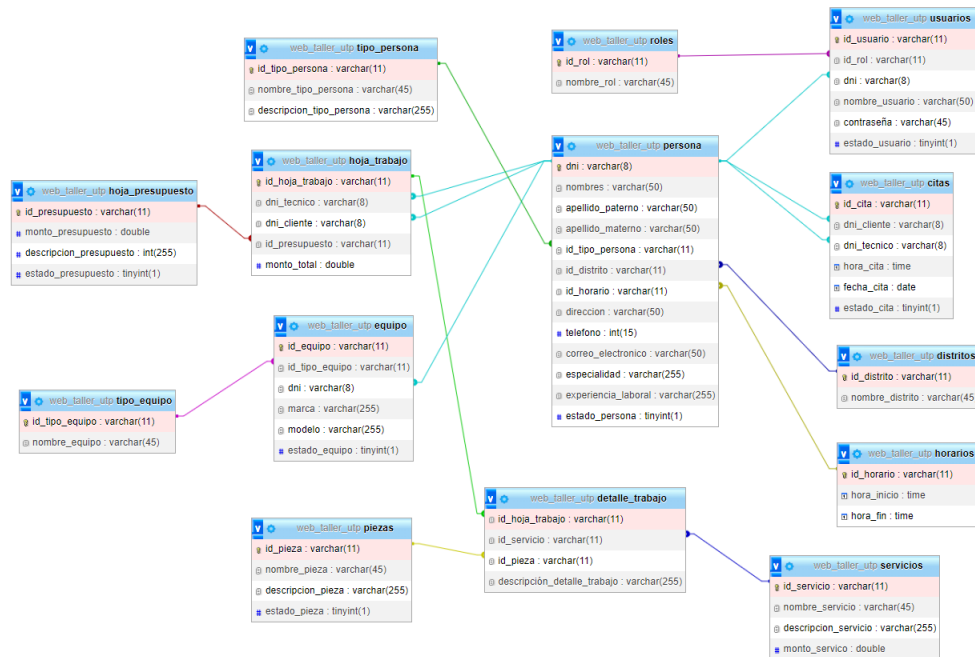 web_taller_utp tipo_persona
id_tipo_persona : varchar(11)
nombre_tipo_persona : varchar(45)
descripcion_tipo_persona : varchar(255)
web_taller_utp roles
id_rol : varchar(11)
nombre_rol : varchar(45)
web_taller_utp usuarios
id_usuario : varchar(11)
id_rol : varchar(11)
dni : varchar(8)
nombre_usuario : varchar(50)
contraseña : varchar(45)
estado_usuario : tinyint(1)
web_taller_utp hoja_trabajo
id_hoja_trabajo : varchar(11)
dni_tecnico : varchar(8)
dni_cliente : varchar(8)
id_presupuesto : varchar(11)
monto_total : double
web_taller_utp persona
dni : varchar(8)
nombres : varchar(50)
apellido_paterno : varchar(50)
apellido_materno : varchar(50)
id_tipo_persona : varchar(11)
id_distrito : varchar(11)
id_horario : varchar(11)
direccion : varchar(50)
telefono : int(15)
correo_electronico : varchar(50)
especialidad : varchar(255)
experiencia_laboral : varchar(255)
estado_persona : tinyint(1)
web_taller_utp hoja_presupuesto
id_presupuesto : varchar(11)
monto_presupuesto : double
descripcion_presupuesto : int(255)
estado_presupuesto : tinyint(1)
web_taller_utp citas
id_cita : varchar(11)
dni_cliente : varchar(8)
dni_tecnico : varchar(8)
hora_cita : time
fecha_cita : date
estado_cita : tinyint(1)
web_taller_utp equipo
id_equipo : varchar(11)
id_tipo_equipo : varchar(11)
dni : varchar(8)
marca : varchar(255)
modelo : varchar(255)
estado_equipo : tinyint(1)
web_taller_utp distritos
id_distrito : varchar(11)
nombre_distrito : varchar(45)
web_taller_utp tipo_equipo
id_tipo_equipo : varchar(11)
nombre_equipo : varchar(45)
web_taller_utp horarios
id_horario : varchar(11)
hora_inicio : time
hora_fin : time
web_taller_utp detalle_trabajo
id_hoja_trabajo : varchar(11)
id_servicio : varchar(11)
id_pieza : varchar(11)
descripción_detalle_trabajo : varchar(255)
web_taller_utp piezas
id_pieza : varchar(11)
nombre_pieza : varchar(45)
descripcion_pieza : varchar(255)
estado_pieza : tinyint(1)
web_taller_utp servicios
id_servicio : varchar(11)
nombre_servicio : varchar(45)
descripcion_servicio : varchar(255)
monto_servico : double